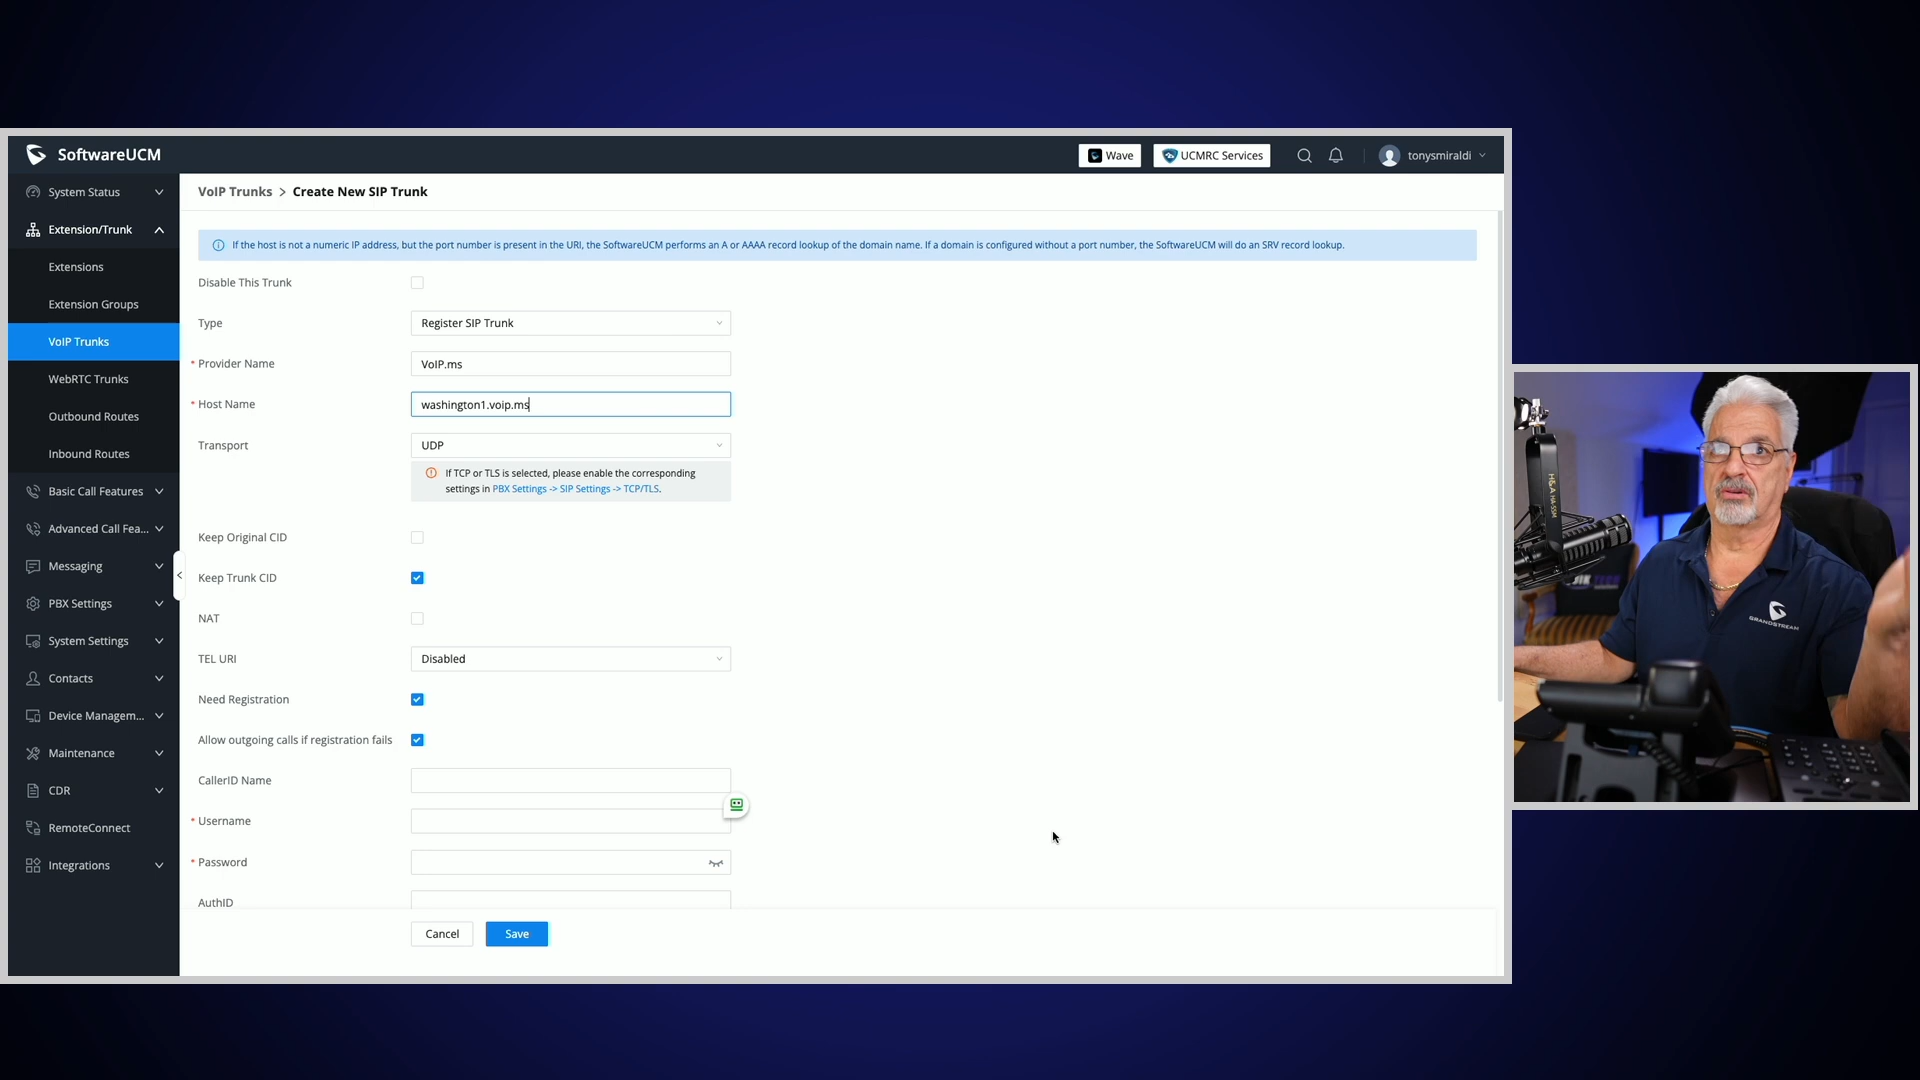 SoftwareUCM
Wave
UCMRC Services
tonysmiraldi
System Status
Extension/Trunk
Extensions
Extension Groups
VoIP Trunks
WebRTC Trunks
Outbound Routes
Inbound Routes
Basic Call Features
Advanced Call Fea...
Messaging
PBX Settings
System Settings
Contacts
Device Managem...
Maintenance
CDR
RemoteConnect
Integrations
VoIP Trunks > Create New SIP Trunk
If the host is not a numeric IP address, but the port number is present in the URI, the SoftwareUCM performs an A or AAAA record lookup of the domain name. If a domain is configured without a port number, the SoftwareUCM will do an SRV record lookup.
Disable This Trunk
Type
Register SIP Trunk
* Provider Name
VoIP.ms
* Host Name
washington1.voip.ms
Transport
UDP
If TCP or TLS is selected, please enable the corresponding
settings in PBX Settings -> SIP Settings -> TCP/TLS.
Keep Original CID
Keep Trunk CID
NAT
TEL URI
Disabled
Need Registration
Allow outgoing calls if registration fails
CallerID Name
* Username
* Password
AuthID
Cancel
Save
GRANDSTREAM